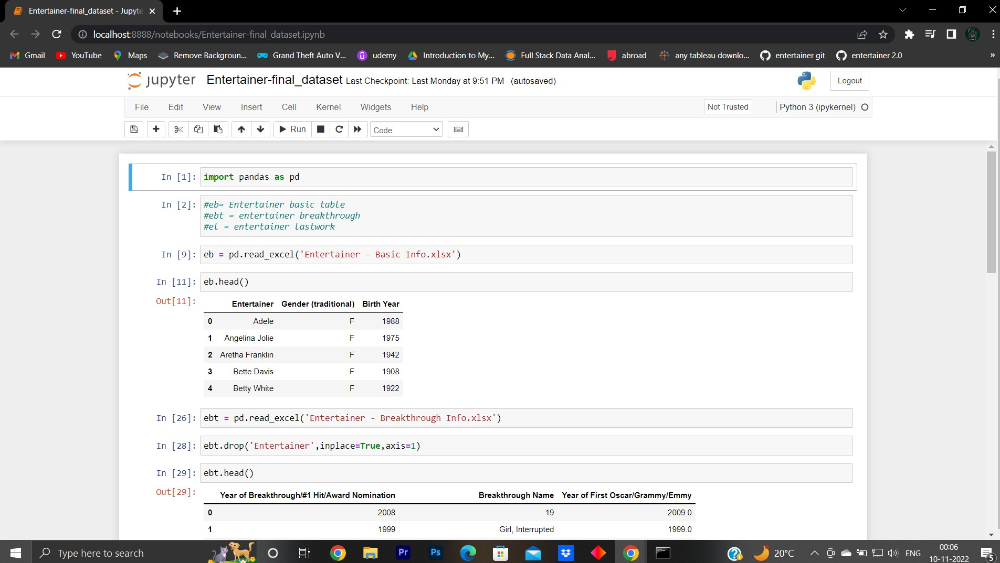 Entertainer-final_dataset - Jupyte
localhost:8888/notebooks/Entertainer-final_dataset.ipynb
Gmail YouTube Maps Remove Backgroun... Grand Theft Auto V... udemy Introduction to My... Full Stack Data Anal... abroad any tableau downlo... entertainer git entertainer 2.0 »
jupyter Entertainer-final_dataset Last Checkpoint: Last Monday at 9:51 PM (autosaved) Logout
File Edit View Insert Cell Kernel Widgets Help Not Trusted Python 3 (ipykernel)
Run Code
In [1]: import pandas as pd
In [2]: #eb= Entertainer basic table
#ebt = entertainer breakthrough
#el = entertainer lastwork
In [9]: eb = pd.read_excel('Entertainer - Basic Info.xlsx')
In [11]: eb.head()
Out[11]:
Entertainer Gender (traditional) Birth Year
0 Adele F 1988
1 Angelina Jolie F 1975
2 Aretha Franklin F 1942
3 Bette Davis F 1908
4 Betty White F 1922
In [26]: ebt = pd.read_excel('Entertainer - Breakthrough Info.xlsx')
In [28]: ebt.drop('Entertainer',inplace=True,axis=1)
In [29]: ebt.head()
Out[29]:
Year of Breakthrough/#1 Hit/Award Nomination Breakthrough Name Year of First Oscar/Grammy/Emmy
0 2008 19 2009.0
1 1999 Girl, Interrupted 1999.0
Type here to search Pr Ps 20°C ENG 00:06
10-11-2022 5